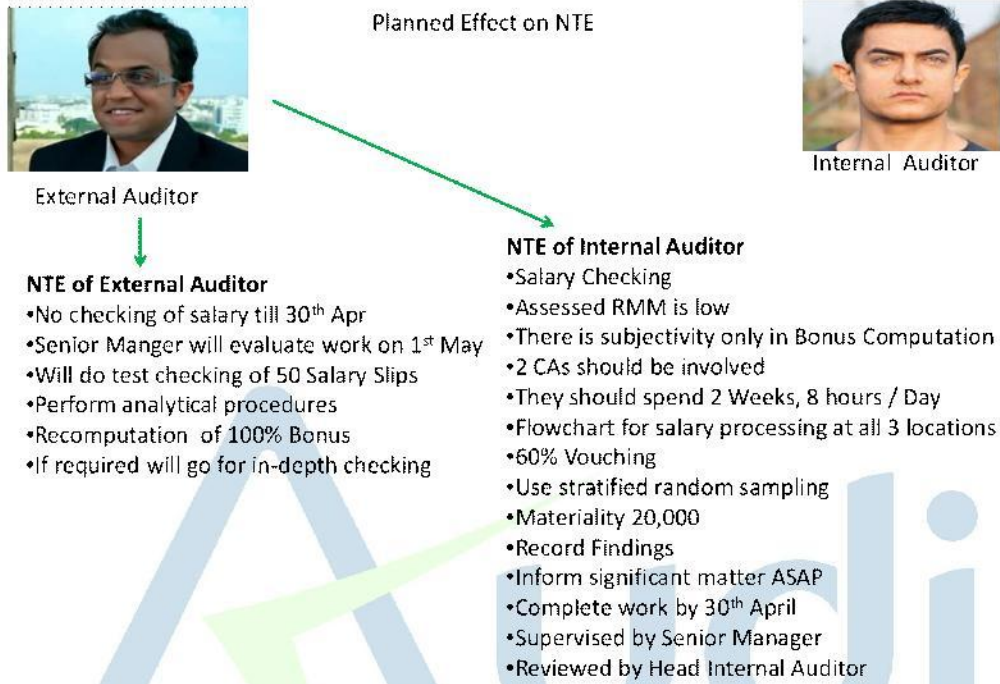 Planned Effect on NTE
External Auditor
Internal Auditor
NTE of External Auditor
•No checking of salary till 30th Apr
•Senior Manger will evaluate work on 1st May
•Will do test checking of 50 Salary Slips
•Perform analytical procedures
•Recomputation of 100% Bonus
•If required will go for in-depth checking
NTE of Internal Auditor
•Salary Checking
•Assessed RMM is low
•There is subjectivity only in Bonus Computation
•2 CAs should be involved
•They should spend 2 Weeks, 8 hours / Day
•Flowchart for salary processing at all 3 locations
•60% Vouching
•Use stratified random sampling
•Materiality 20,000
•Record Findings
•Inform significant matter ASAP
•Complete work by 30th April
•Supervised by Senior Manager
•Reviewed by Head Internal Auditor
Audi